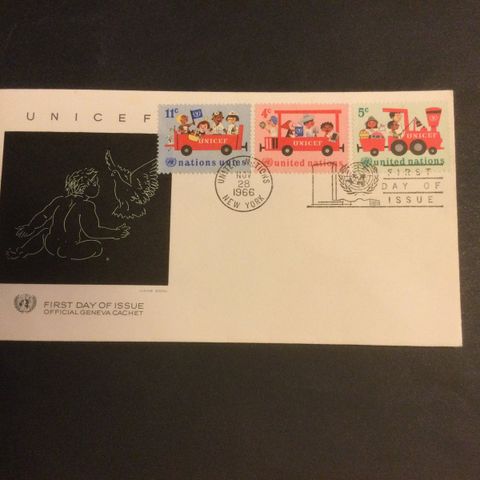 UNICEF
11c
UNICEF
nations unies
4c
UNICEF
united nations
5c
UNICEF
united nations
UNITED NATIONS
NOV
28
1966
NEW YORK
FIRST
DAY OF
ISSUE
FIRST DAY OF ISSUE
OFFICIAL GENEVA CACHET